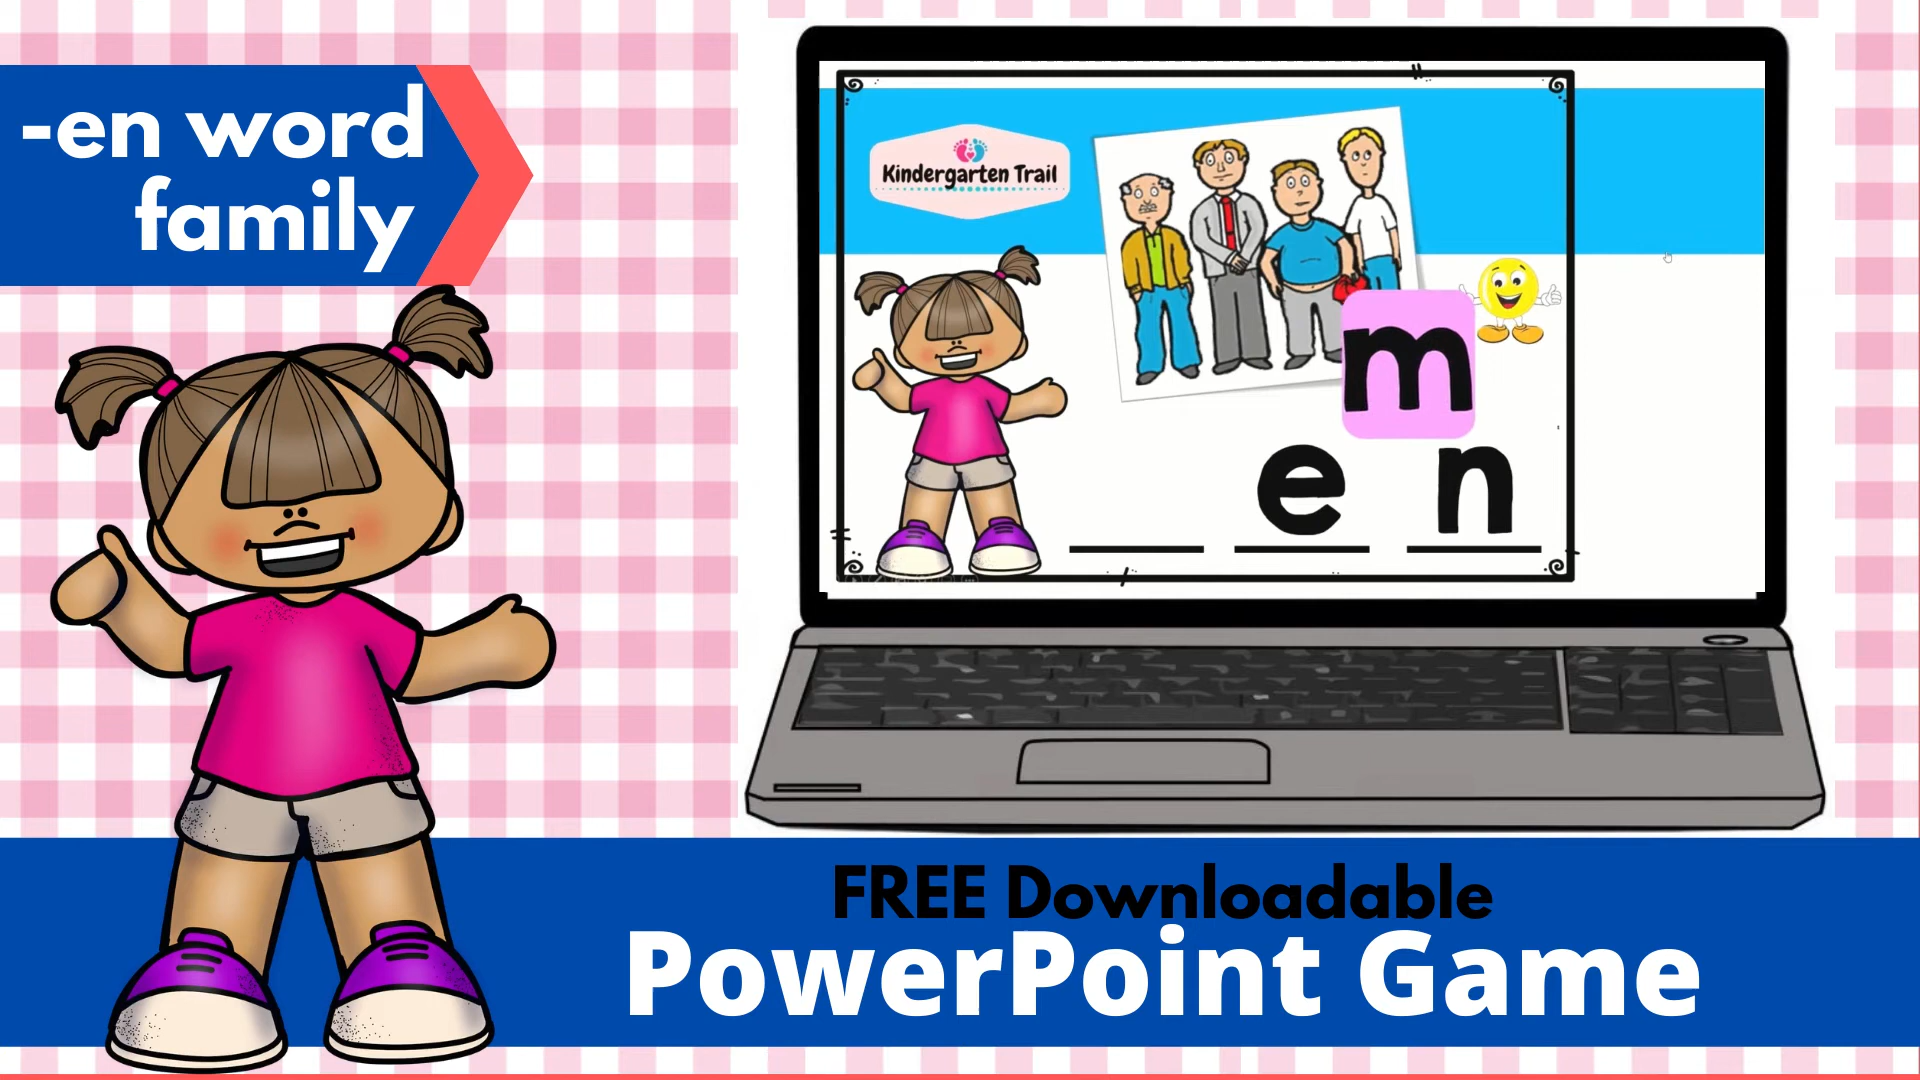 -en word
family
Kindergarten Trail
m
e n
FREE Downloadable
PowerPoint Game